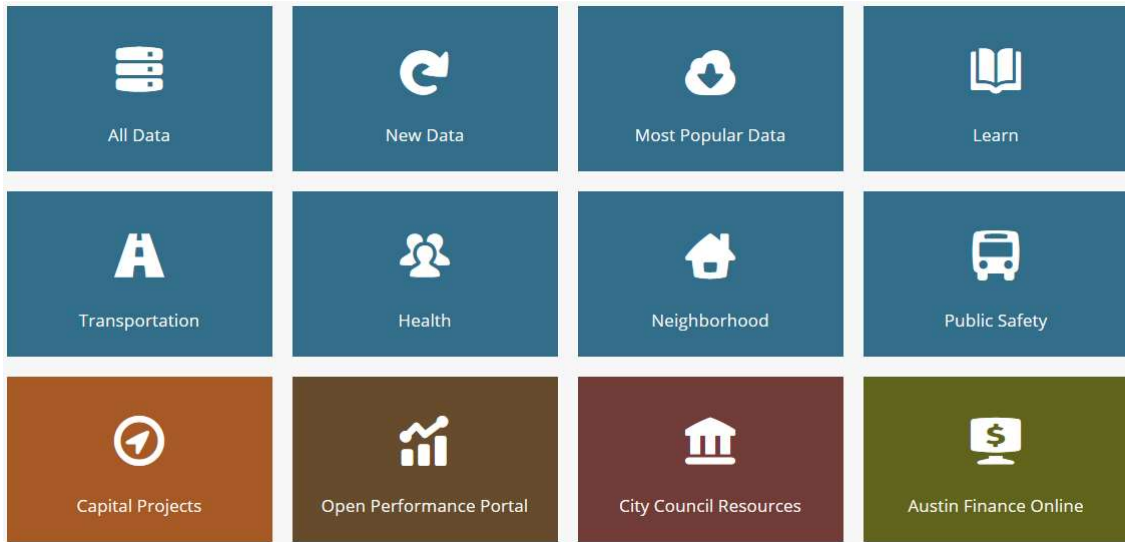 All Data
New Data
Most Popular Data
Learn
Transportation
Health
Neighborhood
Public Safety
Capital Projects
Open Performance Portal
City Council Resources
$
Austin Finance Online